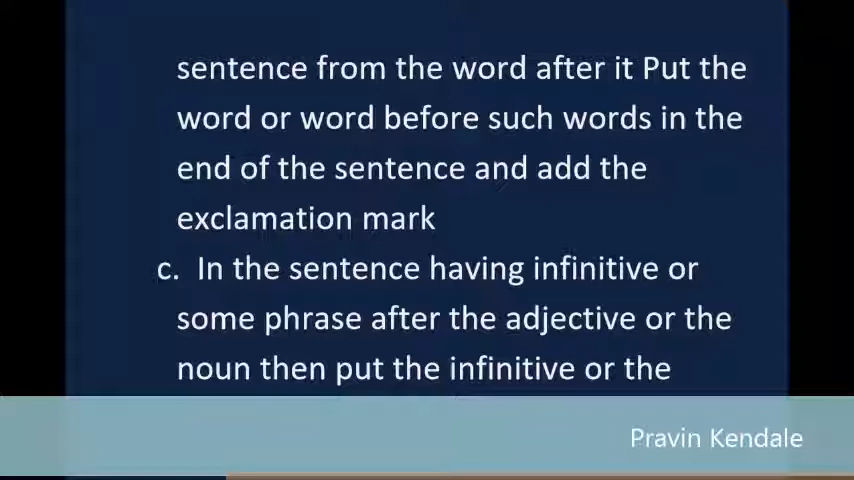 sentence from the word after it Put the
word or word before such words in the
end of the sentence and add the
exclamation mark
c. In the sentence having infinitive or
some phrase after the adjective or the
noun then put the infinitive or the
Pravin Kendale